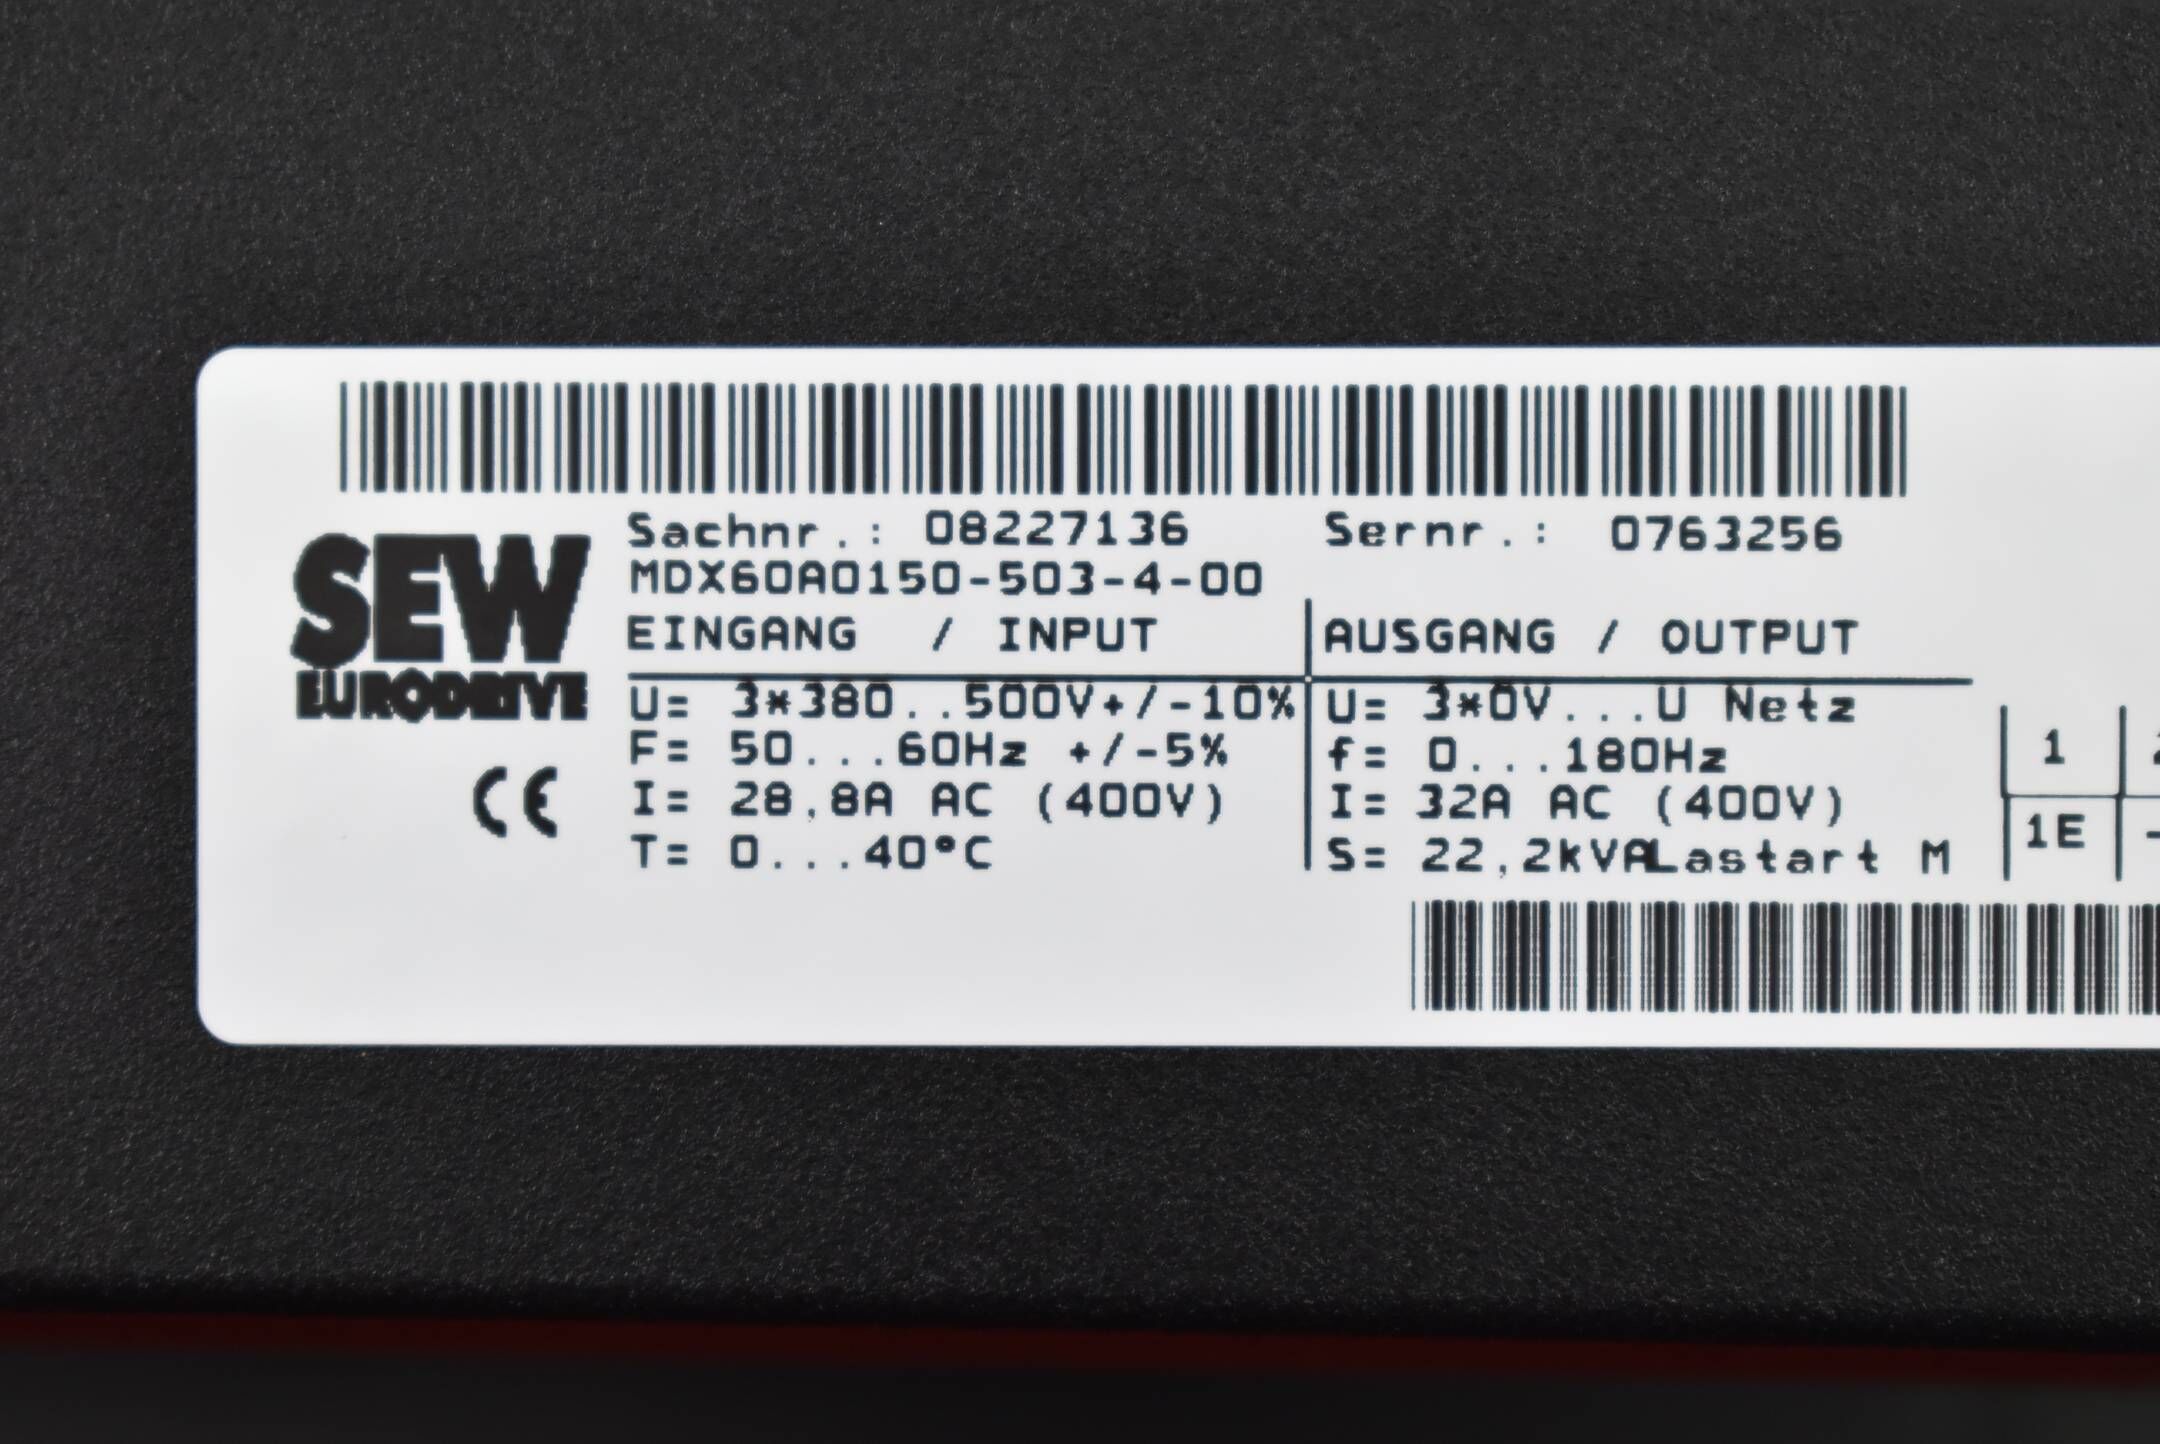 Sachnr.: 08227136 Sernr.: 0763256
SEW
EURODRIVE
MDX60A0150-503-4-00
EINGANG / INPUT AUSGANG / OUTPUT
U= 3*380..500V+/-10% U= 3*0V...U Netz
F= 50...60Hz +/-5% f= 0...180Hz
I= 28,8A AC (400V) I= 32A AC (400V)
T= 0...40°C S= 22,2kVALastart M
CE
1
1E